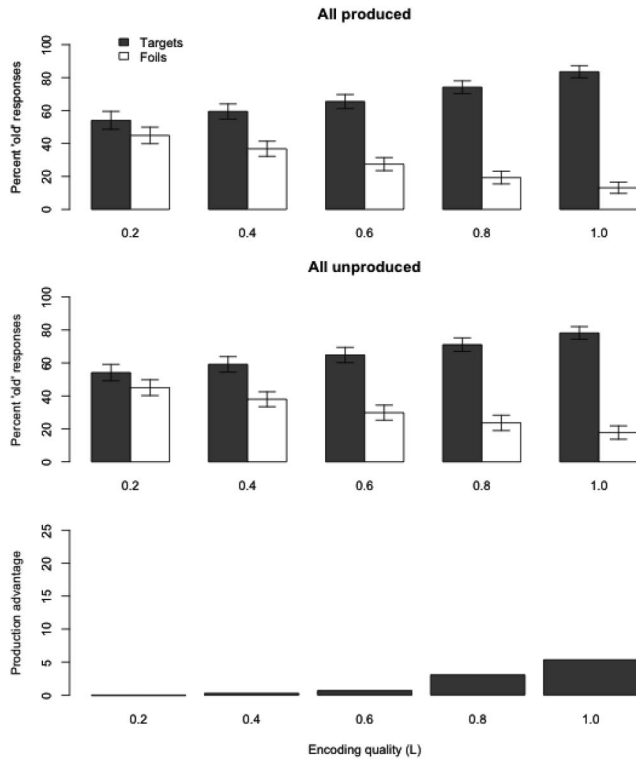 All produced
Targets
Foils
Percent 'old' responses
100
80
60
40
20
0
0.2 0.4 0.6 0.8 1.0
All unproduced
Percent 'old' responses
100
80
60
40
20
0
0.2 0.4 0.6 0.8 1.0
Production advantage
25
20
15
10
5
0
0.2 0.4 0.6 0.8 1.0
Encoding quality (L)